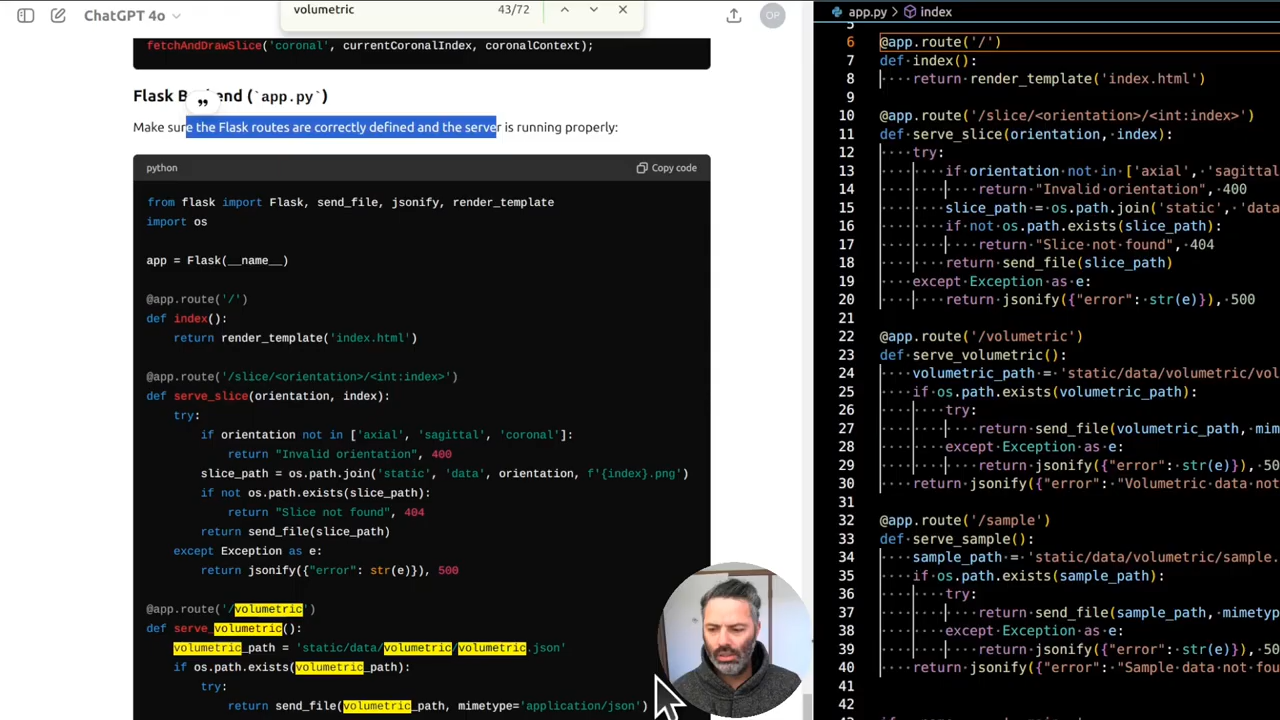 ChatGPT 4o
volumetric
43/72
OP
fetchAndDrawSlice('coronal', currentCoronalIndex, coronalContext);
Flask B end (`app.py`)
Make sure the Flask routes are correctly defined and the server is running properly:
python
Copy code
from flask import Flask, send_file, jsonify, render_template
import os
app = Flask(__name__)
@app.route('/')
def index():
return render_template('index.html')
@app.route('/slice/<orientation>/<int:index>')
def serve_slice(orientation, index):
try:
if orientation not in ['axial', 'sagittal', 'coronal']:
return "Invalid orientation", 400
slice_path = os.path.join('static', 'data', orientation, f'{index}.png')
if not os.path.exists(slice_path):
return "Slice not found", 404
return send_file(slice_path)
except Exception as e:
return jsonify({"error": str(e)}), 500
@app.route('/volumetric')
def serve_volumetric():
volumetric_path = 'static/data/volumetric/volumetric.json'
if os.path.exists(volumetric_path):
try:
return send_file(volumetric_path, mimetype='application/json')
app.py > index
5
6 @app.route('/')
7 def index():
8 return render_template('index.html')
9
10 @app.route('/slice/<orientation>/<int:index>')
11 def serve_slice(orientation, index):
12 try:
13 if orientation not in ['axial', 'sagittal
14 return "Invalid orientation", 400
15 slice_path = os.path.join('static', 'data
16 if not os.path.exists(slice_path):
17 return "Slice not found", 404
18 return send_file(slice_path)
19 except Exception as e:
20 return jsonify({"error": str(e)}), 500
21
22 @app.route('/volumetric')
23 def serve_volumetric():
24 volumetric_path = 'static/data/volumetric/vol
25 if os.path.exists(volumetric_path):
26 try:
27 return send_file(volumetric_path, mim
28 except Exception as e:
29 return jsonify({"error": str(e)}), 50
30 return jsonify({"error": "Volumetric data not
31
32 @app.route('/sample')
33 def serve_sample():
34 sample_path = 'static/data/volumetric/sample.
35 if os.path.exists(sample_path):
36 try:
37 return send_file(sample_path, mimetyp
38 except Exception as e:
39 return jsonify({"error": str(e)}), 50
40 return jsonify({"error": "Sample data not fou
41
42